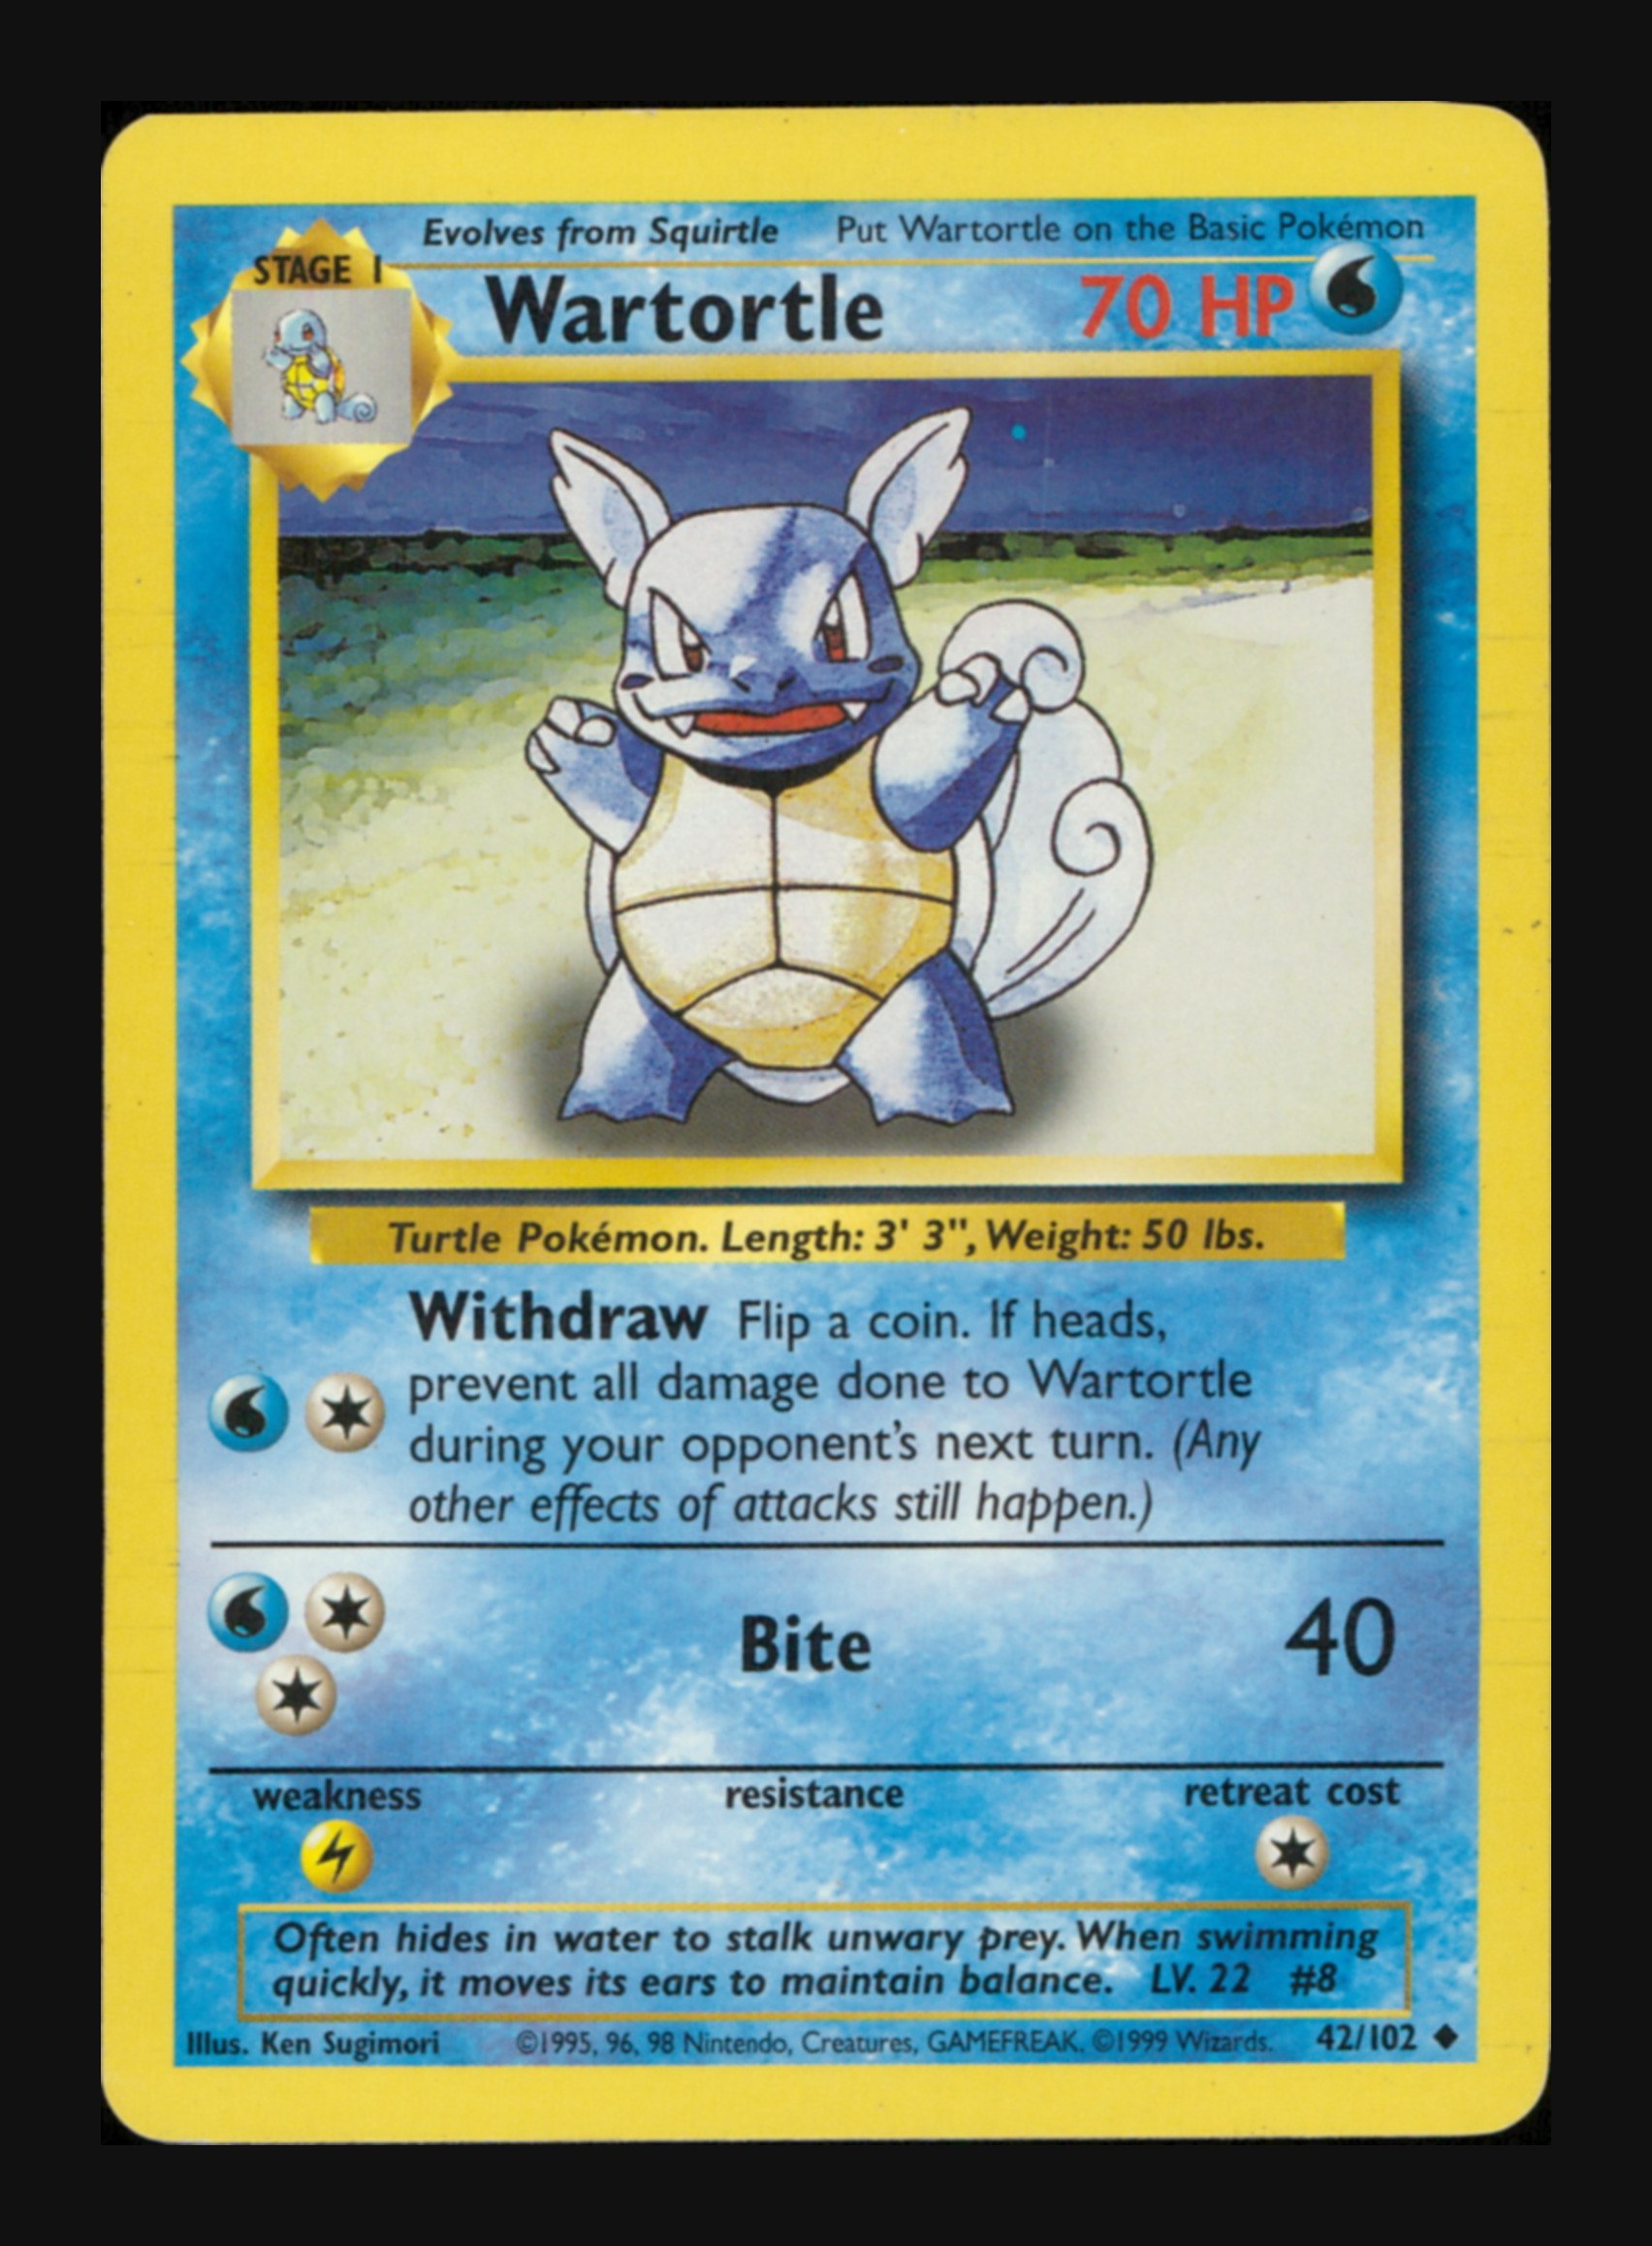 Evolves from Squirtle Put Wartortle on the Basic Pokémon
STAGE 1
Wartortle 70 HP
Turtle Pokémon. Length: 3' 3", Weight: 50 lbs.
Withdraw Flip a coin. If heads,
prevent all damage done to Wartortle
during your opponent's next turn. (Any
other effects of attacks still happen.)
Bite 40
weakness resistance retreat cost
Often hides in water to stalk unwary prey. When swimming
quickly, it moves its ears to maintain balance. LV. 22 #8
Illus. Ken Sugimori ©1995, 96, 98 Nintendo, Creatures, GAMEFREAK. ©1999 Wizards. 42/102 ◆